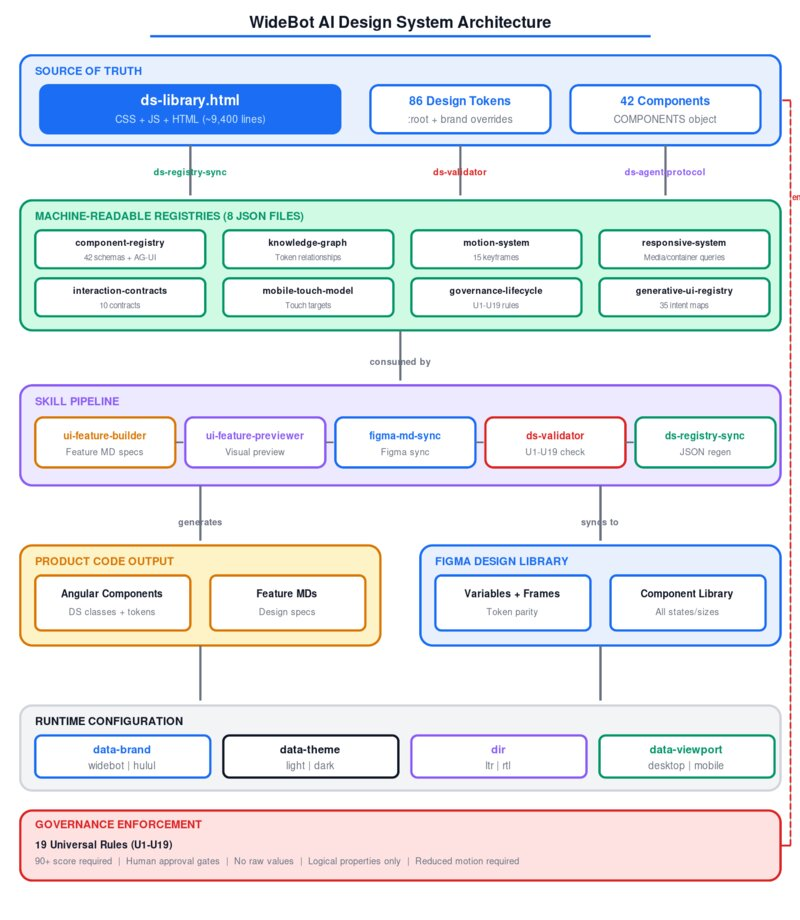 WideBot AI Design System Architecture
SOURCE OF TRUTH
ds-library.html
CSS + JS + HTML (~9,400 lines)
86 Design Tokens
:root + brand overrides
42 Components
COMPONENTS object
ds-registry-sync
ds-validator
ds-agent-protocol
MACHINE-READABLE REGISTRIES (8 JSON FILES)
component-registry
42 schemas + AG-UI
knowledge-graph
Token relationships
motion-system
15 keyframes
responsive-system
Media/container queries
interaction-contracts
10 contracts
mobile-touch-model
Touch targets
governance-lifecycle
U1-U19 rules
generative-ui-registry
35 intent maps
consumed by
SKILL PIPELINE
ui-feature-builder
Feature MD specs
ui-feature-previewer
Visual preview
figma-md-sync
Figma sync
ds-validator
U1-U19 check
ds-registry-sync
JSON regen
generates
syncs to
PRODUCT CODE OUTPUT
Angular Components
DS classes + tokens
Feature MDs
Design specs
FIGMA DESIGN LIBRARY
Variables + Frames
Token parity
Component Library
All states/sizes
RUNTIME CONFIGURATION
data-brand
widebot | hulul
data-theme
light | dark
dir
ltr | rtl
data-viewport
desktop | mobile
GOVERNANCE ENFORCEMENT
19 Universal Rules (U1-U19)
90+ score required | Human approval gates | No raw values | Logical properties only | Reduced motion required